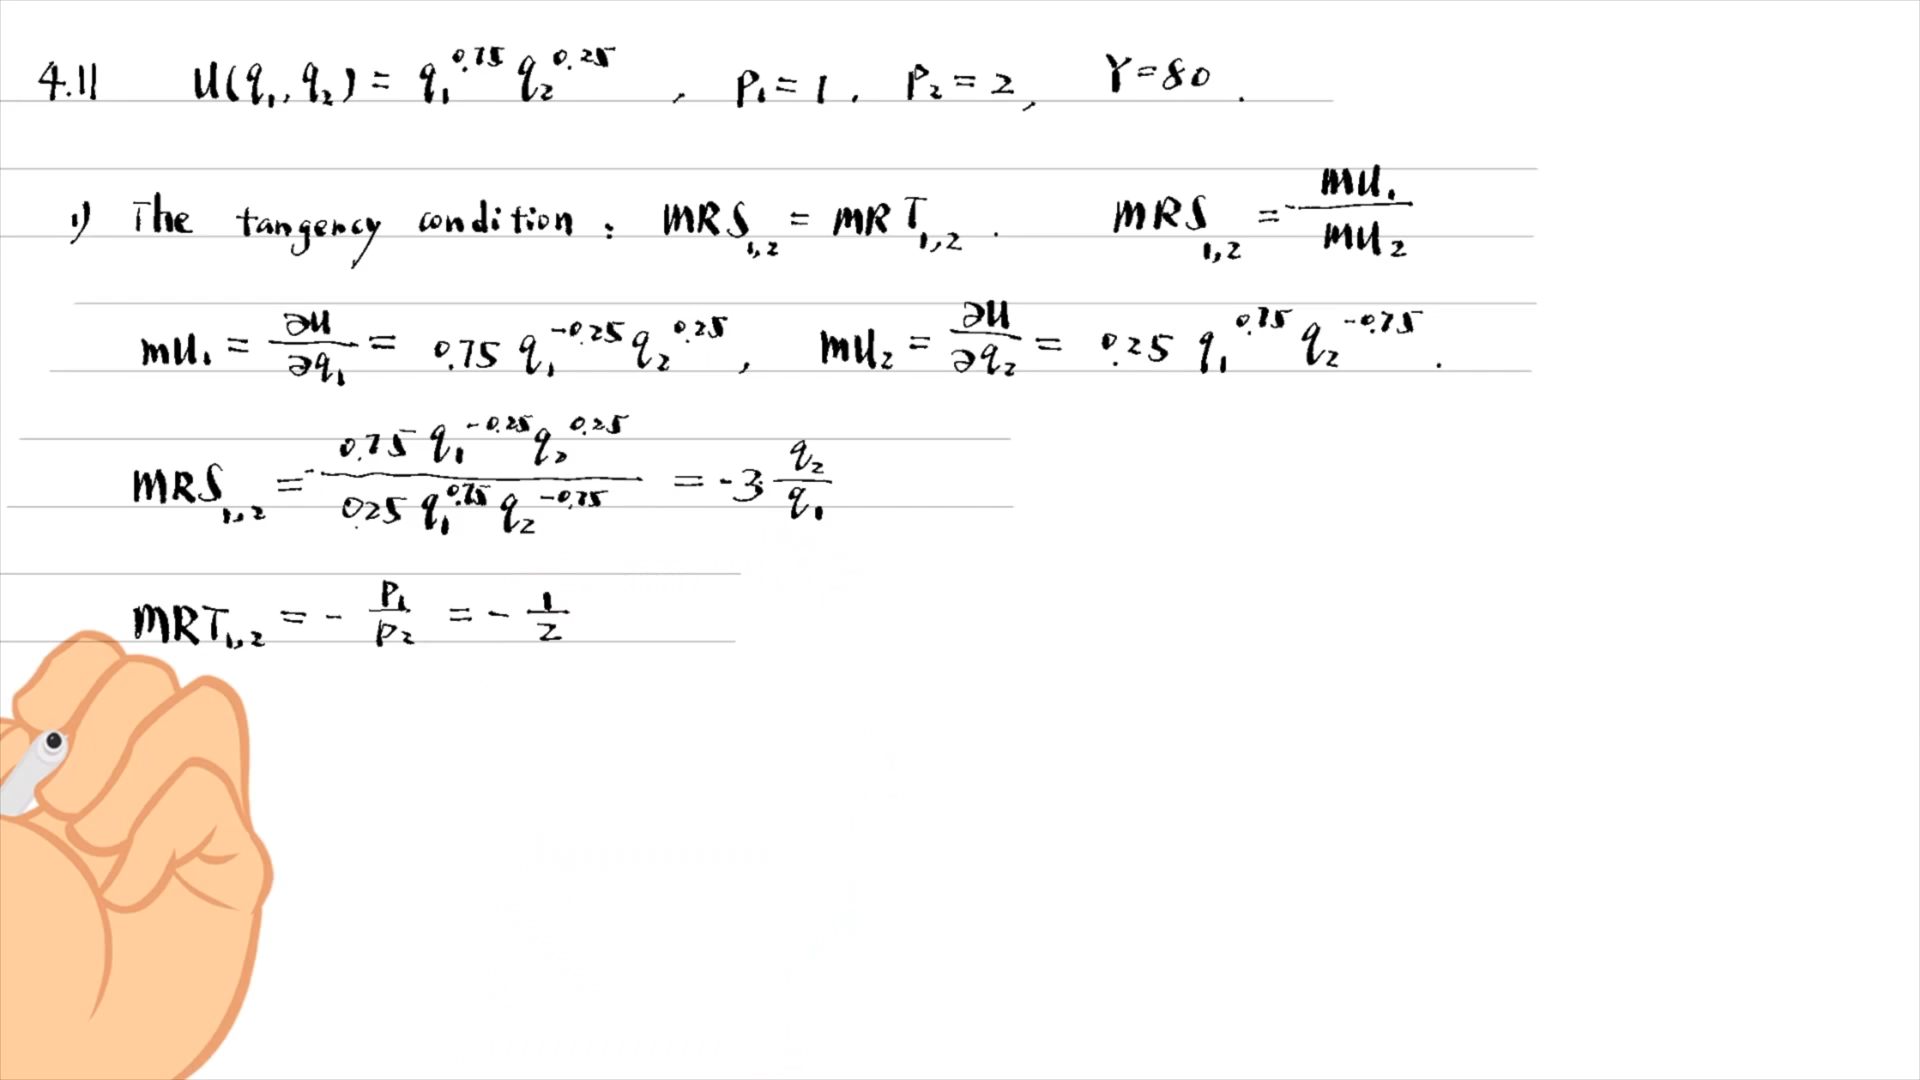 4.11 U(q₁, q₂) = q₁^0.75 q₂^0.25 , P₁ = 1 . P₂ = 2 , Y = 80 .
1) The tangency condition : MRS₁,₂ = MRT₁,₂ . MRS₁,₂ = - MU₁ / MU₂
MU₁ = ∂U/∂q₁ = 0.75 q₁^-0.25 q₂^0.25 , MU₂ = ∂U/∂q₂ = 0.25 q₁^0.75 q₂^-0.75 .
MRS₁,₂ = - 0.75 q₁^-0.25 q₂^0.25 / 0.25 q₁^0.75 q₂^-0.75 = -3 q₂/q₁
MRT₁,₂ = - P₁/P₂ = - 1/2